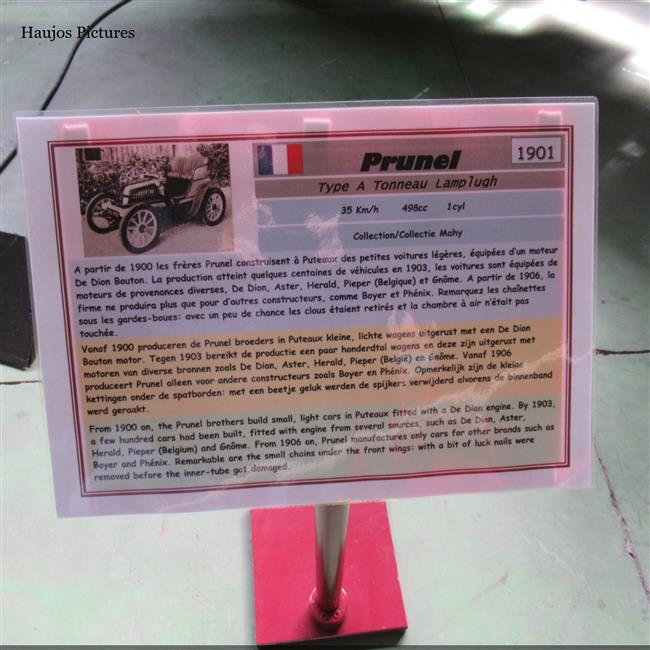 Haujos Pictures
Prunel
1901
Type A Tonneau Lamplugh
35 Km/h 498cc 1cyl
Collection/Collectie Mahy
A partir de 1900 les frères Prunel construisent à Puteaux des petites voitures légères, équipées d'un moteur
De Dion Bouton. La production atteint quelques centaines de véhicules en 1903, les voitures sont équipées de
moteurs de provenances diverses, De Dion, Aster, Herald, Pieper (Belgique) et Gnôme. A partir de 1906, la
firme ne produira plus que pour d'autres constructeurs, comme Boyer et Phénix. Remarquez les chaînettes
sous les gardes-boues: avec un peu de chance les clous étaient retirés et la chambre à air n'était pas
touchée.
Vanaf 1900 produceren de Prunel broeders in Puteaux kleine, lichte wagens uitgerust met een De Dion
Bouton motor. Tegen 1903 bereikt de productie een paar honderdtal wagens en deze zijn uitgerust met
motoren van diverse bronnen zoals De Dion, Aster, Herald, Pieper (België) en Gnôme. Vanaf 1906
produceert Prunel alleen voor andere constructeurs zoals Boyer en Phénix. Opmerkelijk zijn de kleine
kettingen onder de spatborden: met een beetje geluk werden de spijkers verwijderd alvorens de binnenband
werd geraakt.
From 1900 on, the Prunel brothers build small, light cars in Puteaux fitted with a De Dion engine. By 1903,
a few hundred cars had been built, fitted with engine from several sources, such as De Dion, Aster,
Herald, Pieper (Belgium) and Gnôme. From 1906 on, Prunel manufactures only cars for other brands such as
Boyer and Phénix. Remarkable are the small chains under the front wings: with a bit of luck nails were
removed before the inner-tube got damaged.